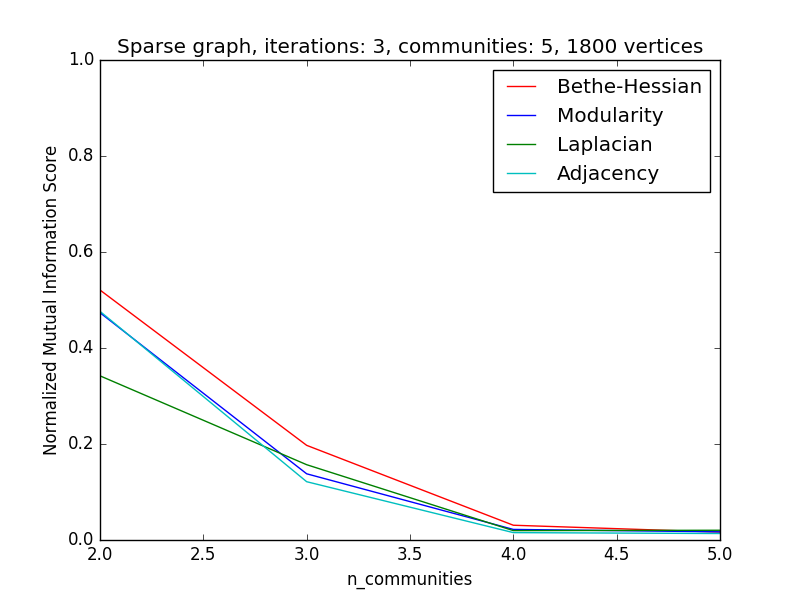 Sparse graph, iterations: 3, communities: 5, 1800 vertices
1.0
0.8
0.6
0.4
0.2
0.0
Normalized Mutual Information Score
Bethe-Hessian
Modularity
Laplacian
Adjacency
2.0 2.5 3.0 3.5 4.0 4.5 5.0
n_communities